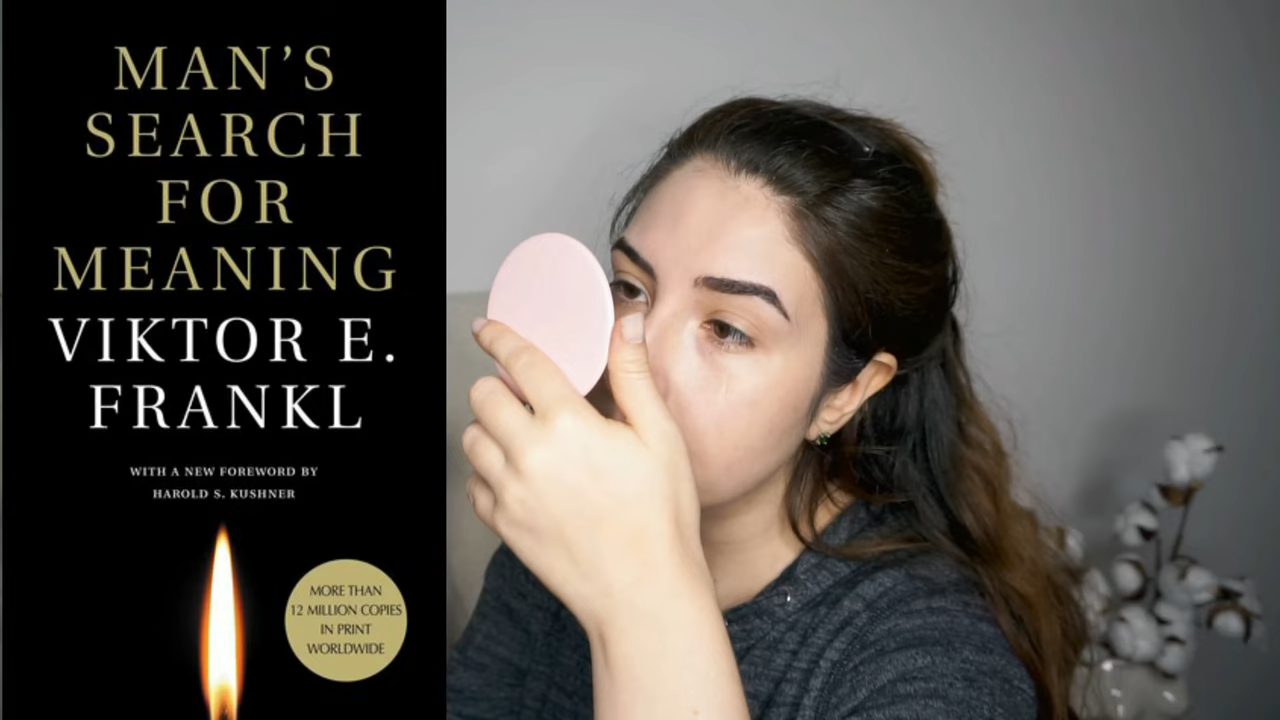 MAN'S
SEARCH
FOR
MEANING
VIKTOR E.
FRANKL
WITH A NEW FOREWORD BY
HAROLD S. KUSHNER
MORE THAN
12 MILLION COPIES
IN PRINT
WORLDWIDE